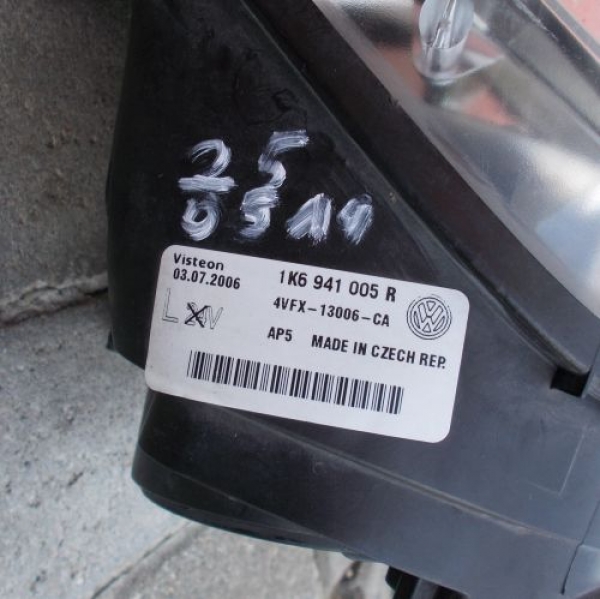 25
05 11
Visteon
03.07.2006
1K6 941 005 R
4VFX-13006-CA
L
AP5 MADE IN CZECH REP.